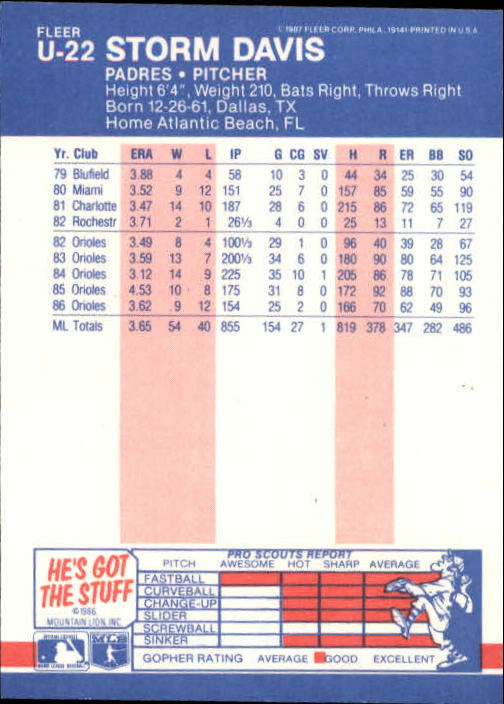 FLEER
U-22 STORM DAVIS
© 1987 FLEER CORP. PHILA., 19141-PRINTED IN U.S.A.
PADRES • PITCHER
Height 6'4", Weight 210, Bats Right, Throws Right
Born 12-26-61, Dallas, TX
Home Atlantic Beach, FL
Yr. Club ERA W L IP G CG SV H R ER BB SO
79 Blufield 3.88 4 4 58 10 3 0 44 34 25 30 54
80 Miami 3.52 9 12 151 25 7 0 157 85 59 55 90
81 Charlotte 3.47 14 10 187 28 6 0 215 86 72 65 119
82 Rochestr 3.71 2 1 26⅓ 4 0 0 25 13 11 7 27
82 Orioles 3.49 8 4 100⅓ 29 1 0 96 40 39 28 67
83 Orioles 3.59 13 7 200⅓ 34 6 0 180 90 80 64 125
84 Orioles 3.12 14 9 225 35 10 1 205 86 78 71 105
85 Orioles 4.53 10 8 175 31 8 0 172 92 88 70 93
86 Orioles 3.62 9 12 154 25 2 0 166 70 62 49 96
ML Totals 3.65 54 40 855 154 27 1 819 378 347 282 486
HE'S GOT
THE STUFF
© 1986
MOUNTAIN LION, INC.
MLB
PRO SCOUTS REPORT
PITCH AWESOME HOT SHARP AVERAGE
FASTBALL
CURVEBALL
CHANGE-UP
SLIDER
SCREWBALL
SINKER
GOPHER RATING AVERAGE GOOD EXCELLENT